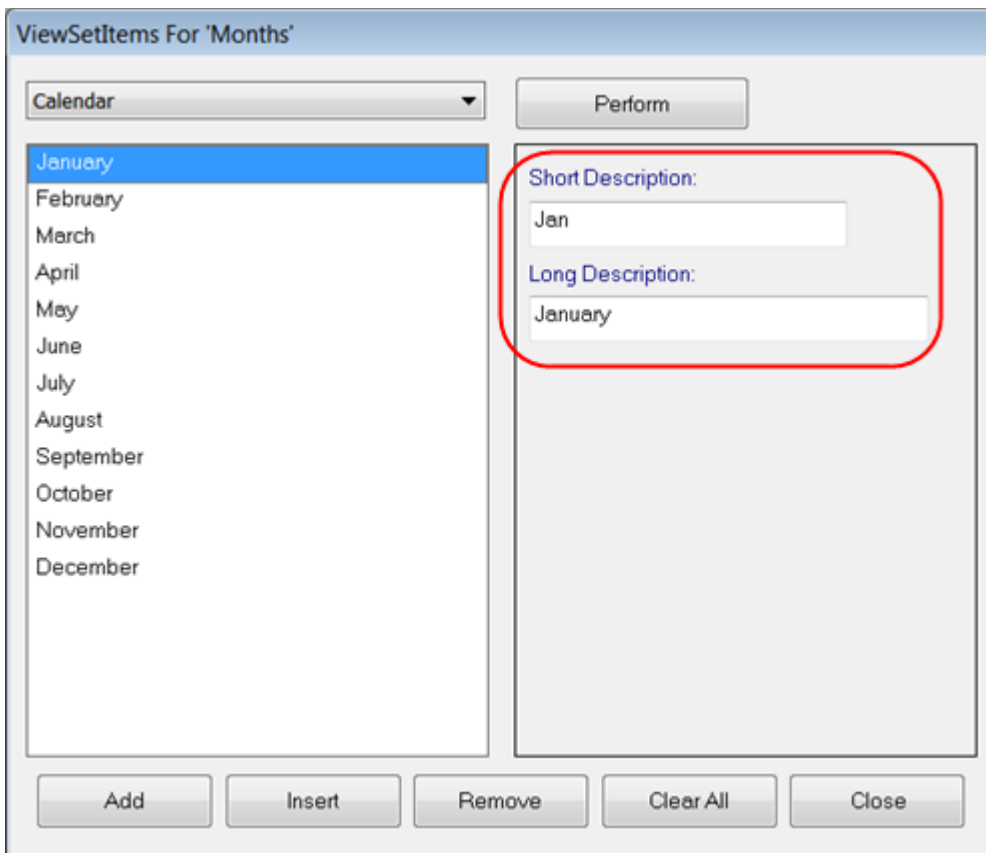 ViewSetItems For 'Months'
Calendar
Perform
January
February
March
April
May
June
July
August
September
October
November
December
Short Description:
Jan
Long Description:
January
Add Insert Remove Clear All Close